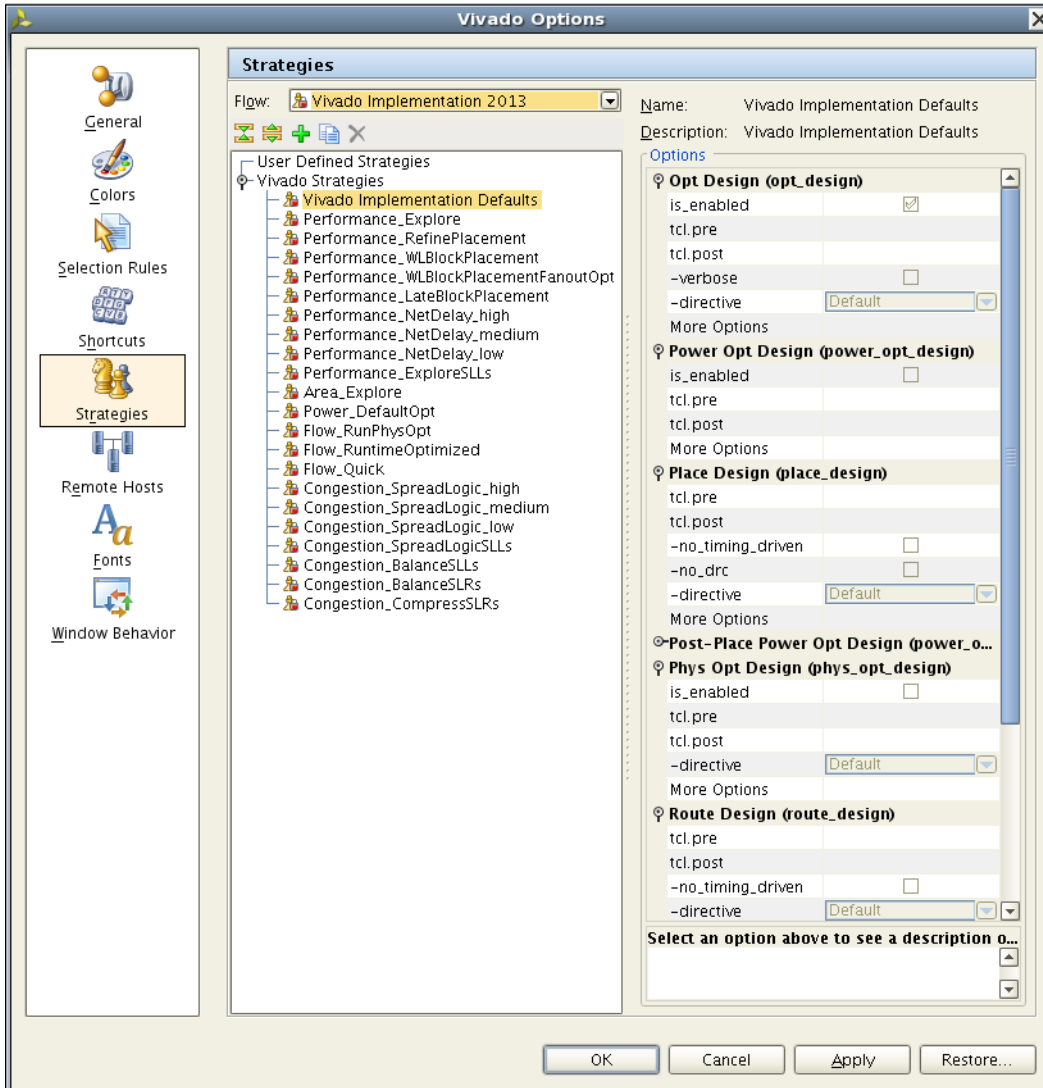 Vivado Options
General
Colors
Selection Rules
Shortcuts
Strategies
Remote Hosts
Fonts
Window Behavior
Strategies
Flow: Vivado Implementation 2013
User Defined Strategies
Vivado Strategies
Vivado Implementation Defaults
Performance_Explore
Performance_RefinePlacement
Performance_WLBlockPlacement
Performance_WLBlockPlacementFanoutOpt
Performance_LateBlockPlacement
Performance_NetDelay_high
Performance_NetDelay_medium
Performance_NetDelay_low
Performance_ExploreSLLs
Area_Explore
Power_DefaultOpt
Flow_RunPhysOpt
Flow_RuntimeOptimized
Flow_Quick
Congestion_SpreadLogic_high
Congestion_SpreadLogic_medium
Congestion_SpreadLogic_low
Congestion_SpreadLogicSLLs
Congestion_BalanceSLLs
Congestion_BalanceSLRs
Congestion_CompressSLRs
Name: Vivado Implementation Defaults
Description: Vivado Implementation Defaults
Options
Opt Design (opt_design)
is_enabled
tcl.pre
tcl.post
-verbose
-directive Default
More Options
Power Opt Design (power_opt_design)
is_enabled
tcl.pre
tcl.post
More Options
Place Design (place_design)
tcl.pre
tcl.post
-no_timing_driven
-no_drc
-directive Default
More Options
Post-Place Power Opt Design (power_o...
Phys Opt Design (phys_opt_design)
is_enabled
tcl.pre
tcl.post
-directive Default
More Options
Route Design (route_design)
tcl.pre
tcl.post
-no_timing_driven
-directive Default
Select an option above to see a description o...
OK Cancel Apply Restore...